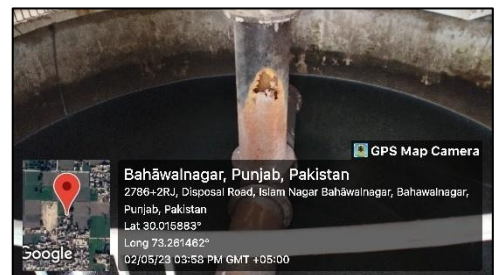 GPS Map Camera
Bahāwalnagar, Punjab, Pakistan
2786+2RJ, Disposal Road, Islam Nagar Bahāwalnagar, Bahawalnagar,
Punjab, Pakistan
Lat 30.015883°
Long 73.261462°
02/05/23 03:58 PM GMT +05:00
Google